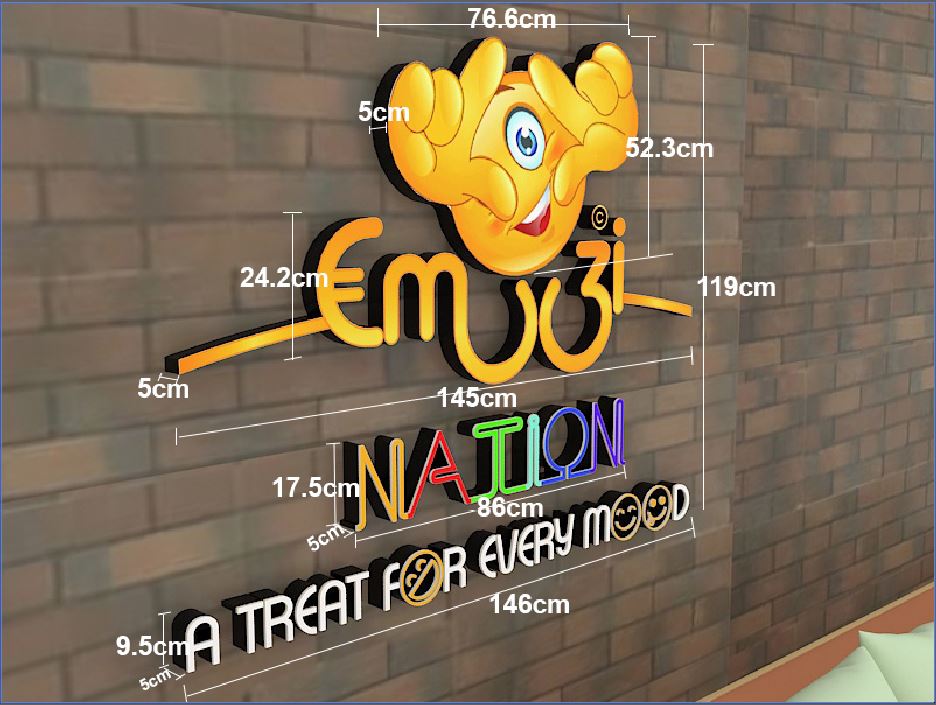 76.6cm
5cm
52.3cm
©
Emoji
24.2cm
119cm
5cm
145cm
NATION
17.5cm
86cm
5cm
A TREAT FOR EVERY MOOD
146cm
9.5cm
5cm